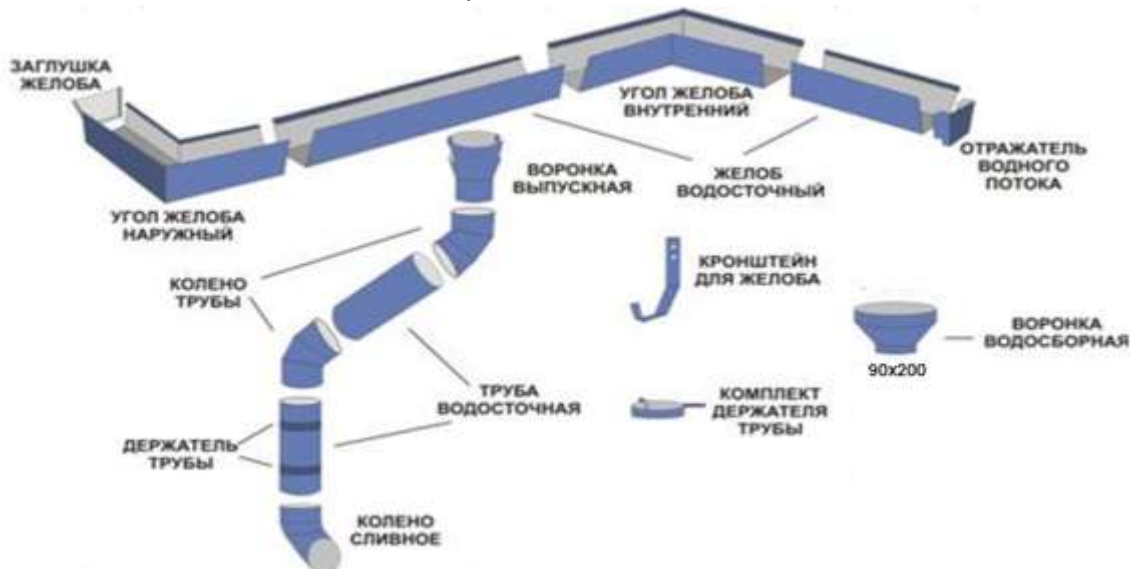 ЗАГЛУШКА
ЖЕЛОБА
УГОЛ ЖЕЛОБА
ВНУТРЕННИЙ
ОТРАЖАТЕЛЬ
ВОДНОГО
ПОТОКА
ВОРОНКА
ВЫПУСКНАЯ
ЖЕЛОБ
ВОДОСТОЧНЫЙ
УГОЛ ЖЕЛОБА
НАРУЖНЫЙ
КОЛЕНО
ТРУБЫ
КРОНШТЕЙН
ДЛЯ ЖЕЛОБА
ВОРОНКА
ВОДОСБОРНАЯ
90x200
ТРУБА
ВОДОСТОЧНАЯ
КОМПЛЕКТ
ДЕРЖАТЕЛЯ
ТРУБЫ
ДЕРЖАТЕЛЬ
ТРУБЫ
КОЛЕНО
СЛИВНОЕ